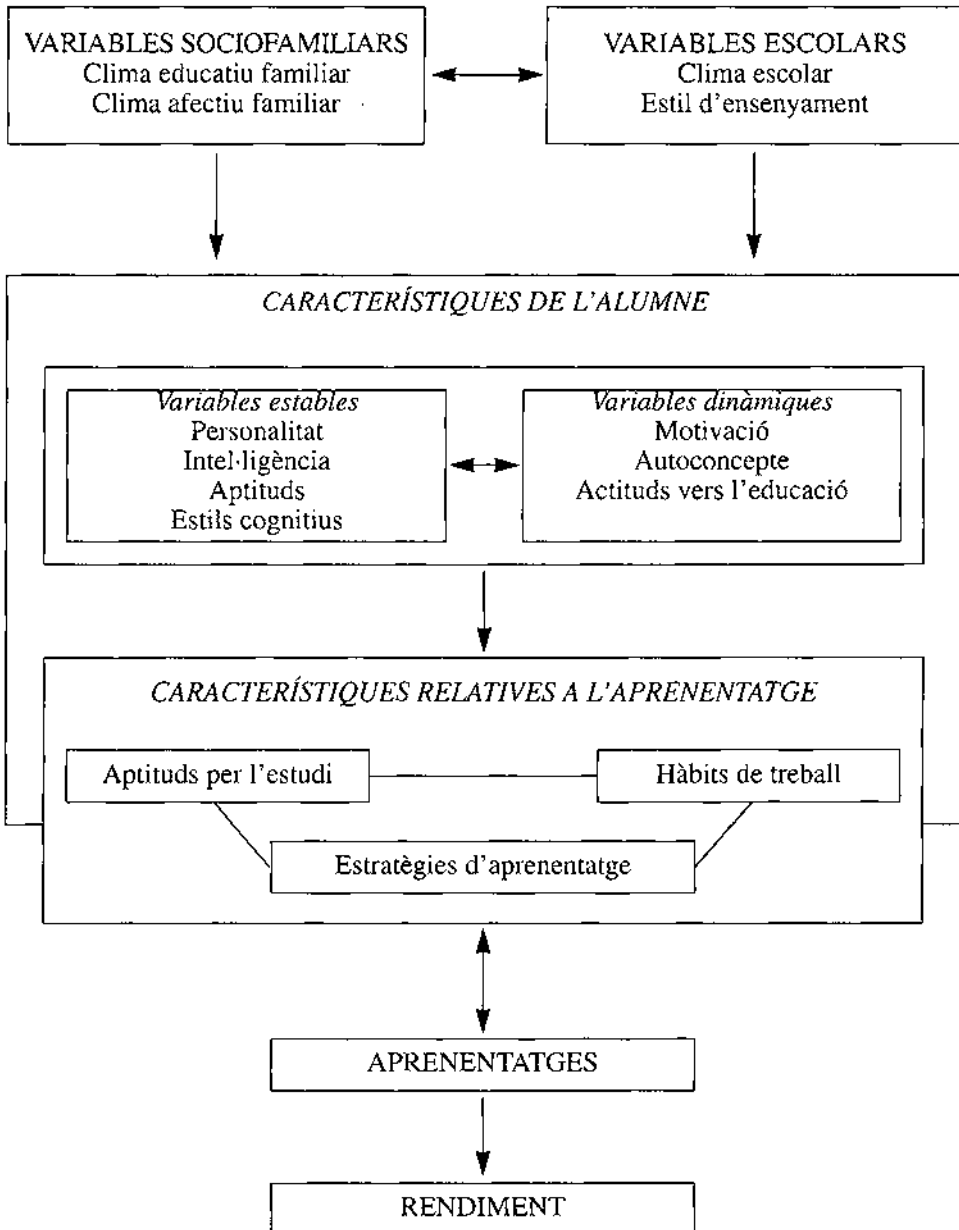 VARIABLES SOCIOFAMILIARS
Clima educatiu familiar
Clima afectiu familiar
VARIABLES ESCOLARS
Clima escolar
Estil d'ensenyament
CARACTERÍSTIQUES DE L'ALUMNE
Variables estables
Personalitat
Intel·ligència
Aptituds
Estils cognitius
Variables dinàmiques
Motivació
Autoconcepte
Actituds vers l'educació
CARACTERÍSTIQUES RELATIVES A L'APRENENTATGE
Aptituds per l'estudi
Hàbits de treball
Estratègies d'aprenentatge
APRENENTATGES
RENDIMENT